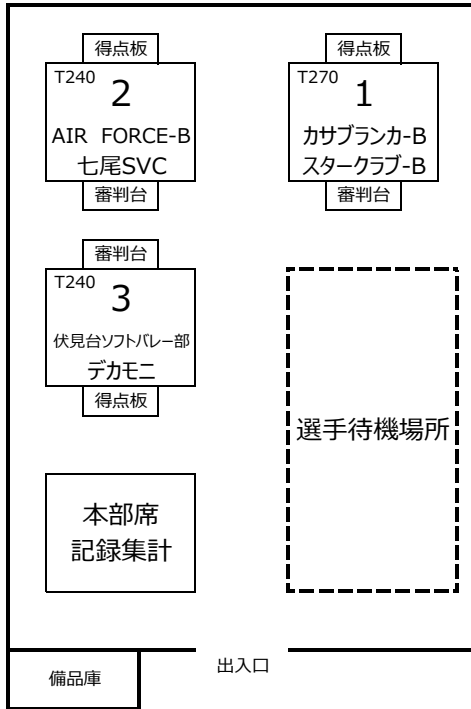 得点板
T240 2
AIR FORCE-B
七尾SVC
審判台
得点板
T270 1
カサブランカ-B
スタークラブ-B
審判台
審判台
T240 3
伏見台ソフトバレー部
デカモニ
得点板
選手待機場所
本部席
記録集計
備品庫
出入口